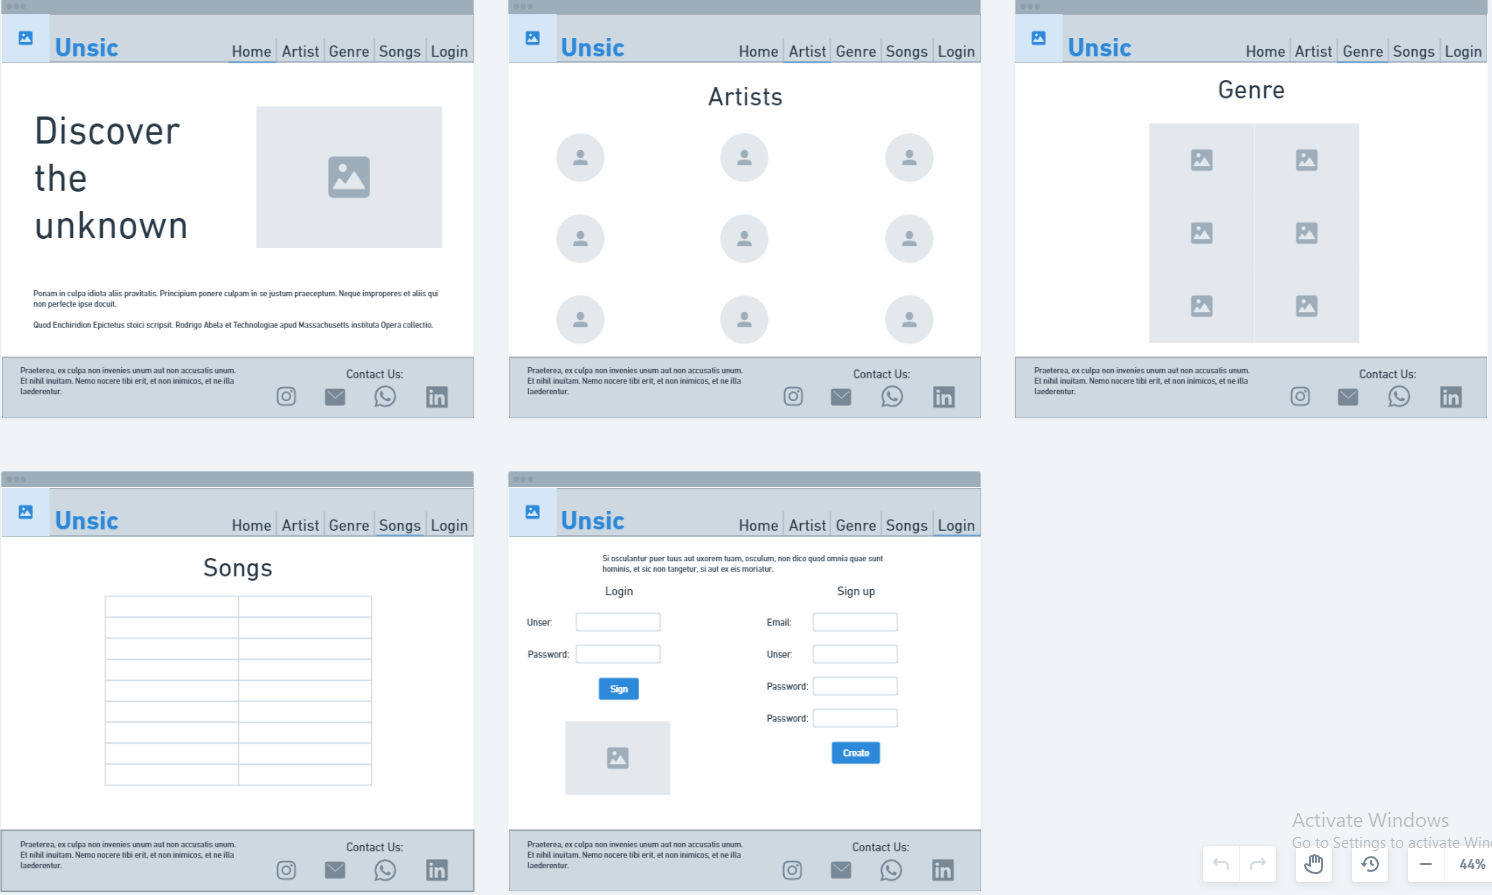 Unsic
Home Artist Genre Songs Login
Discover
the
unknown
Ponam in culpa idiota aliis pravitatis. Principium ponere culpam in se justum praeceptum. Neque improperes et aliis qui
non perfecte ipse docuit.
Quod Enchiridion Epictetus stoici scripsit. Rodrigo Abela et Technologiae apud Massachusetts instituta Opera collectio.
Praeterea, ex culpa non invenies unum aut non accusatis unum.
Et nihil inuitam. Nemo nocere tibi erit, et non inimicos, et ne illa
laederentur.
Contact Us:
Unsic
Home Artist Genre Songs Login
Artists
Praeterea, ex culpa non invenies unum aut non accusatis unum.
Et nihil inuitam. Nemo nocere tibi erit, et non inimicos, et ne illa
laederentur.
Contact Us:
Unsic
Home Artist Genre Songs Login
Genre
Praeterea, ex culpa non invenies unum aut non accusatis unum.
Et nihil inuitam. Nemo nocere tibi erit, et non inimicos, et ne illa
laederentur.
Contact Us:
Unsic
Home Artist Genre Songs Login
Songs
Praeterea, ex culpa non invenies unum aut non accusatis unum.
Et nihil inuitam. Nemo nocere tibi erit, et non inimicos, et ne illa
laederentur.
Contact Us:
Unsic
Home Artist Genre Songs Login
Si osculantur puer tuus aut uxorem tuam, osculum, non dico quod omnia quae sunt
hominis, et sic non tangetur, si aut ex eis moriatur.
Login
Unser:
Password:
Sign
Sign up
Email:
Unser:
Password:
Password:
Create
Praeterea, ex culpa non invenies unum aut non accusatis unum.
Et nihil inuitam. Nemo nocere tibi erit, et non inimicos, et ne illa
laederentur.
Contact Us:
Activate Windows
Go to Settings to activate Win
44%